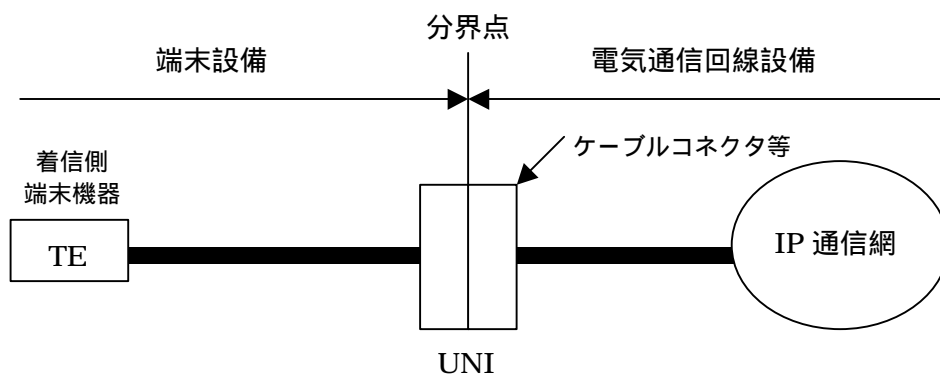 分界点
端末設備
電気通信回線設備
ケーブルコネクタ等
着信側
端末機器
TE
IP 通信網
UNI